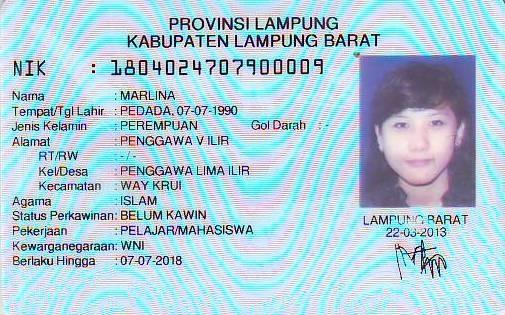 PROVINSI LAMPUNG
KABUPATEN LAMPUNG BARAT
NIK : 1804024707900009
Nama : MARLINA
Tempat/Tgl Lahir : PEDADA, 07-07-1990
Jenis Kelamin : PEREMPUAN Gol Darah : -
Alamat : PENGGAWA V ILIR
RT/RW : - / -
Kel/Desa : PENGGAWA LIMA ILIR
Kecamatan : WAY KRUI
Agama : ISLAM
Status Perkawinan: BELUM KAWIN
Pekerjaan : PELAJAR/MAHASISWA
Kewarganegaraan: WNI
Berlaku Hingga : 07-07-2018
LAMPUNG BARAT
22-03-2013